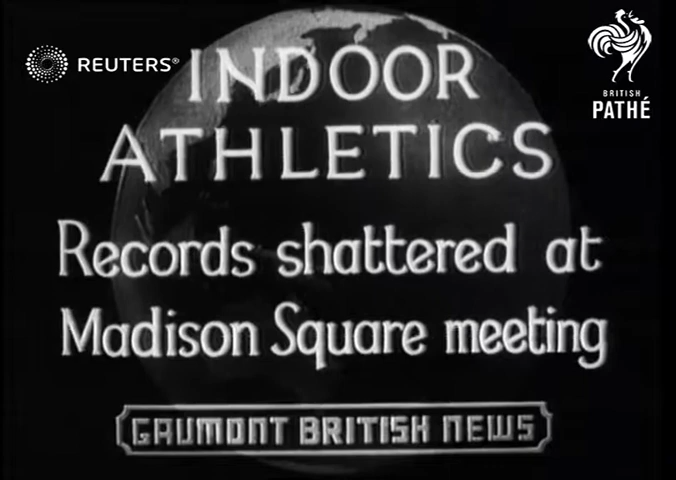 REUTERS®
BRITISH
PATHÉ
INDOOR
ATHLETICS
Records shattered at
Madison Square meeting
GAUMONT BRITISH NEWS